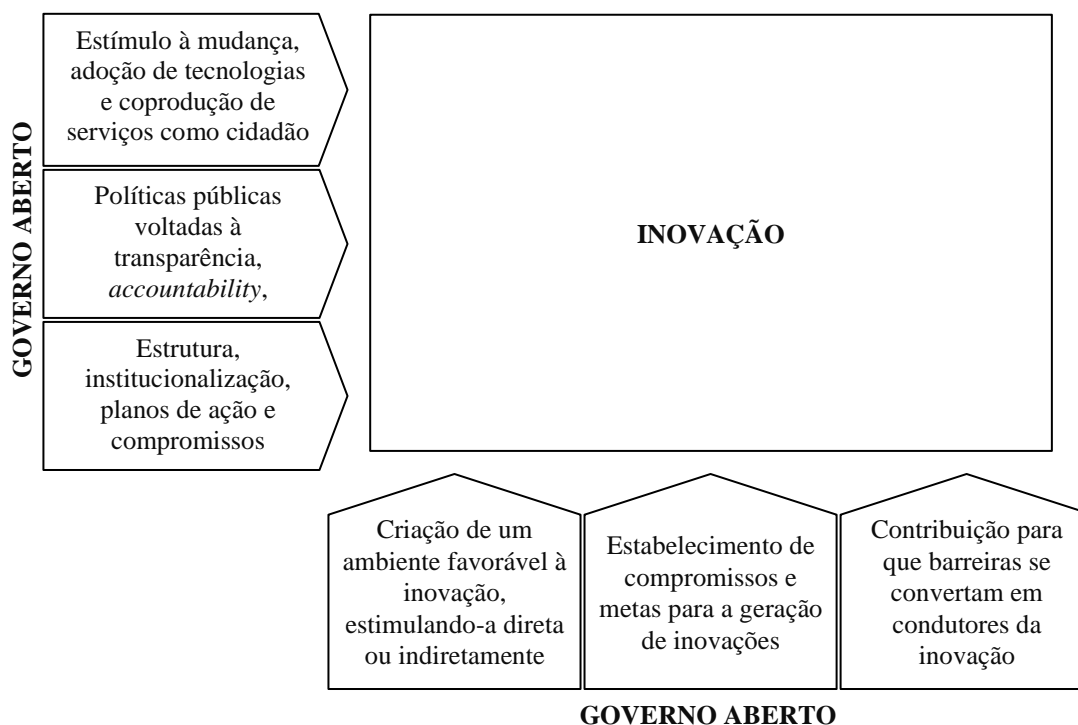 GOVERNO ABERTO
Estímulo à mudança,
adoção de tecnologias
e coprodução de
serviços como cidadão
Políticas públicas
voltadas à
transparência,
accountability,
Estrutura,
institucionalização,
planos de ação e
compromissos
INOVAÇÃO
Criação de um
ambiente favorável à
inovação,
estimulando-a direta
ou indiretamente
Estabelecimento de
compromissos e
metas para a geração
de inovações
Contribuição para
que barreiras se
convertam em
condutores da
inovação
GOVERNO ABERTO